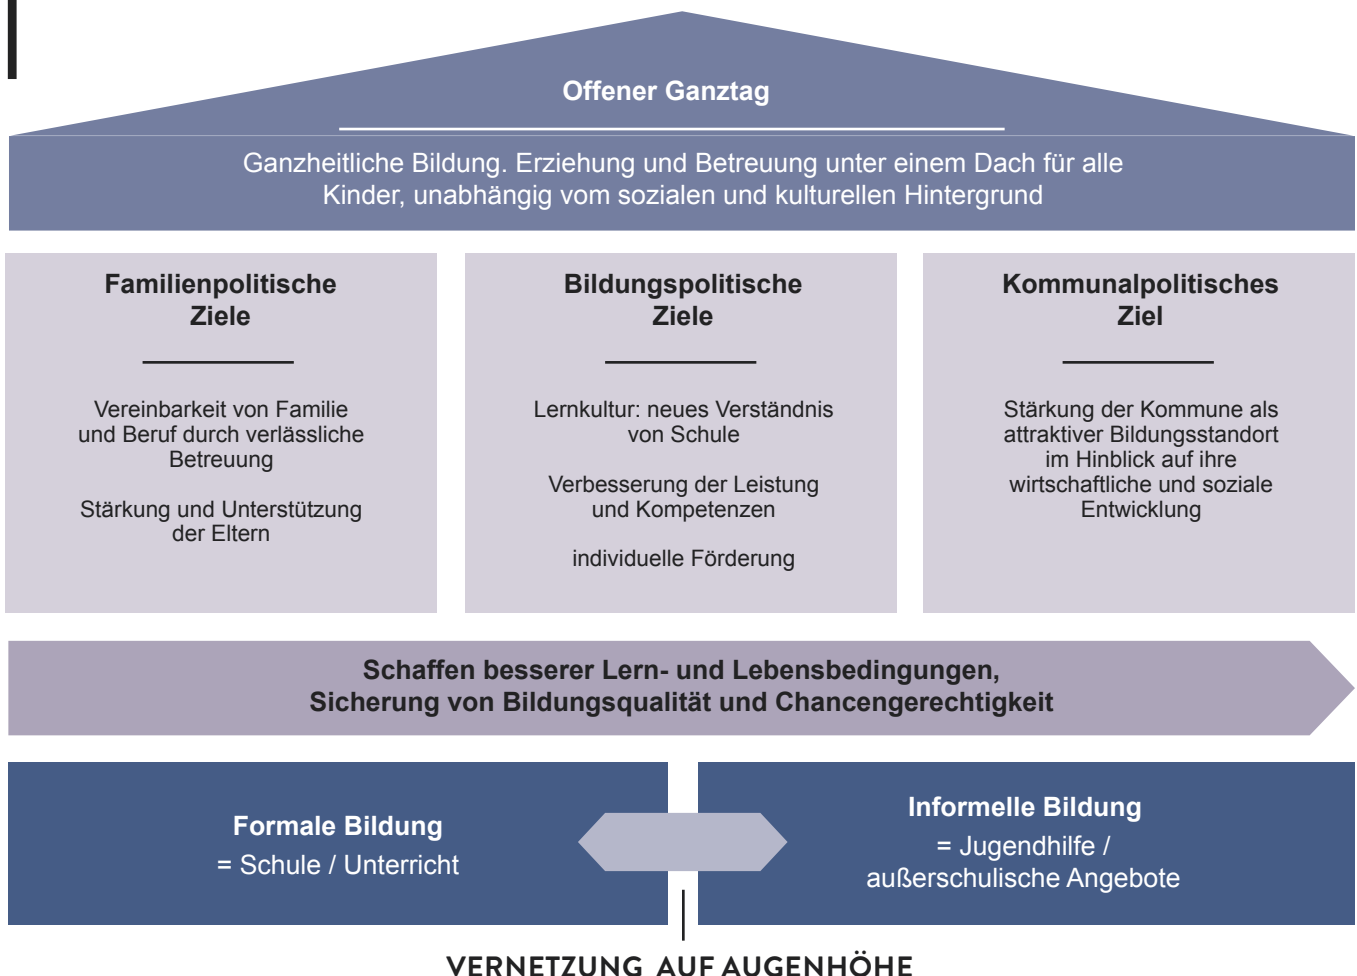 Offener Ganztag
Ganzheitliche Bildung. Erziehung und Betreuung unter einem Dach für alle
Kinder, unabhängig vom sozialen und kulturellen Hintergrund
Familienpolitische
Ziele
Vereinbarkeit von Familie
und Beruf durch verlässliche
Betreuung
Stärkung und Unterstützung
der Eltern
Bildungspolitische
Ziele
Lernkultur: neues Verständnis
von Schule
Verbesserung der Leistung
und Kompetenzen
individuelle Förderung
Kommunalpolitisches
Ziel
Stärkung der Kommune als
attraktiver Bildungsstandort
im Hinblick auf ihre
wirtschaftliche und soziale
Entwicklung
Schaffen besserer Lern- und Lebensbedingungen,
Sicherung von Bildungsqualität und Chancengerechtigkeit
Formale Bildung
= Schule / Unterricht
Informelle Bildung
= Jugendhilfe /
außerschulische Angebote
VERNETZUNG AUF AUGENHÖHE